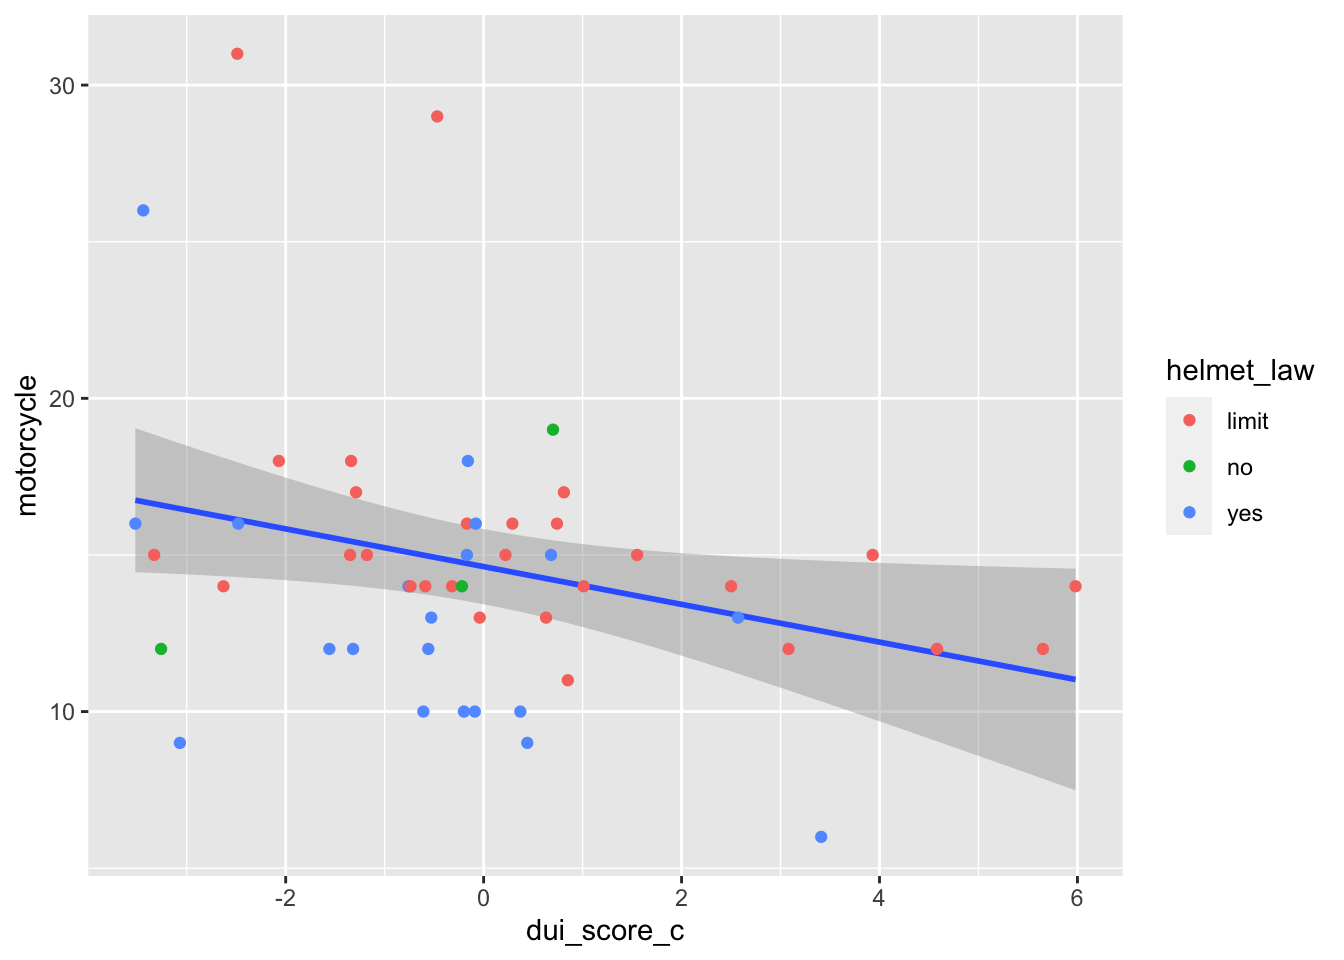 30
20
10
motorcycle
-2 0 2 4 6
dui_score_c
helmet_law
limit
no
yes